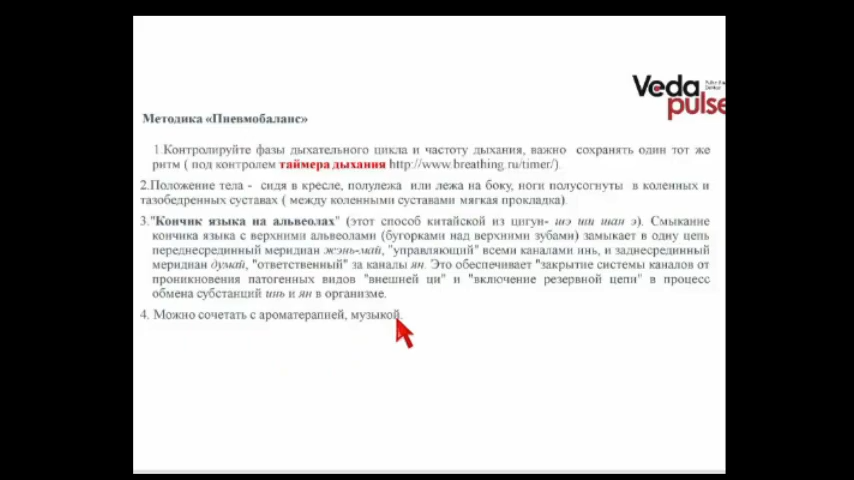 Veda
pulse
Методика «Пневмобаланс»
1.Контролируйте фазы дыхательного цикла и частоту дыхания, важно сохранять один тот же
ритм ( под контролем таймера дыхания http://www.breathing.ru/timer/).
2.Положение тела - сидя в кресле, полулежа или лежа на боку, ноги полусогнуты в коленных и
тазобедренных суставах ( между коленными суставами мягкая прокладка).
3."Кончик языка на альвеолах" (этот способ китайской из цигун- шэ ши шан э). Смыкание
кончика языка с верхними альвеолами (бугорками над верхними зубами) замыкает в одну цепь
переднесрединный меридиан жэнь-май, "управляющий" всеми каналами инь, и заднесрединный
меридиан думай, "ответственный" за каналы ян. Это обеспечивает "закрытие системы каналов от
проникновения патогенных видов "внешней ци" и "включение резервной цепи" в процесс
обмена субстанций инь и ян в организме.
4. Можно сочетать с ароматерапией, музыкой.